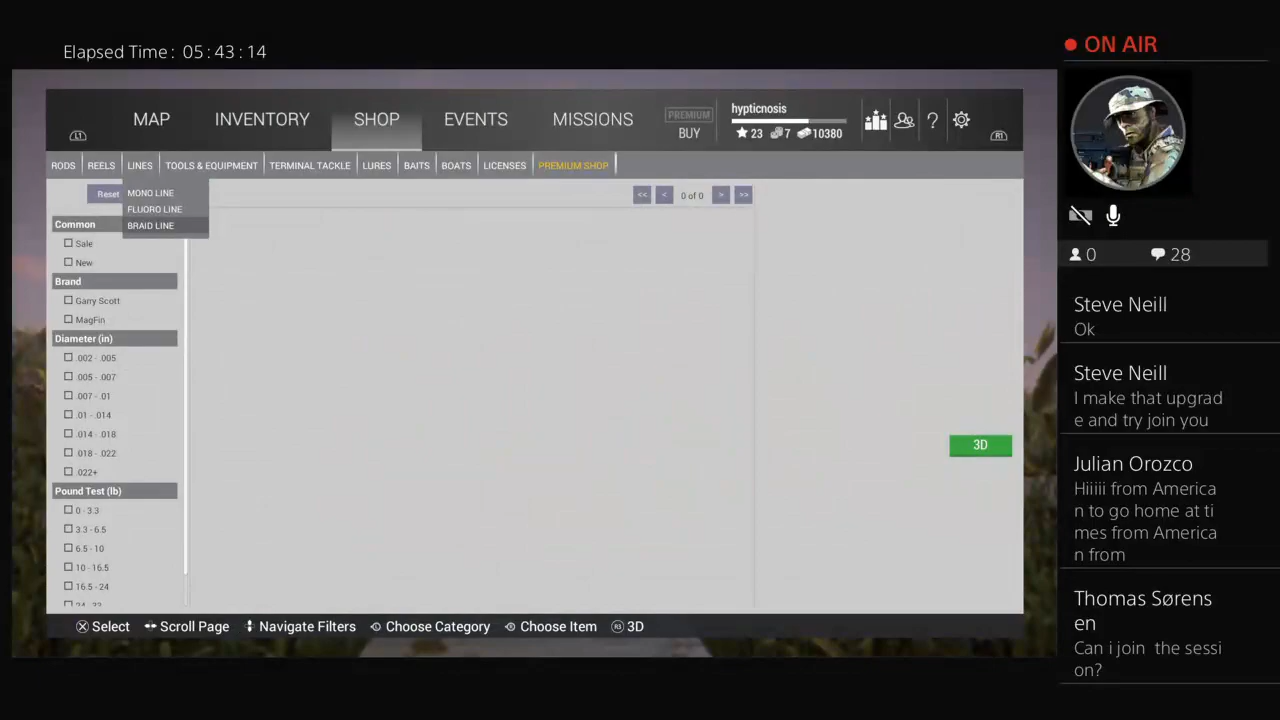 Elapsed Time: 05:43:14
ON AIR
MAP INVENTORY SHOP EVENTS MISSIONS
PREMIUM
BUY
hypticnosis
23 7 10380
?
L1
R1
RODS REELS LINES TOOLS & EQUIPMENT TERMINAL TACKLE LURES BAITS BOATS LICENSES PREMIUM SHOP
Reset
MONO LINE
FLUORO LINE
BRAID LINE
<< < 0 of 0 > >>
Common
Sale
New
Brand
Garry Scott
MagFin
Diameter (in)
.002 - .005
.005 - .007
.007 - .01
.01 - .014
.014 - .018
.018 - .022
.022+
Pound Test (lb)
0 - 3.3
3.3 - 6.5
6.5 - 10
10 - 16.5
16.5 - 24
24 - 33
3D
Select Scroll Page Navigate Filters Choose Category Choose Item R3 3D
0 28
Steve Neill
Ok
Steve Neill
I make that upgrad
e and try join you
Julian Orozco
Hiiiii from America
n to go home at ti
mes from America
n from
Thomas Sørens
en
Can i join the sessi
on?